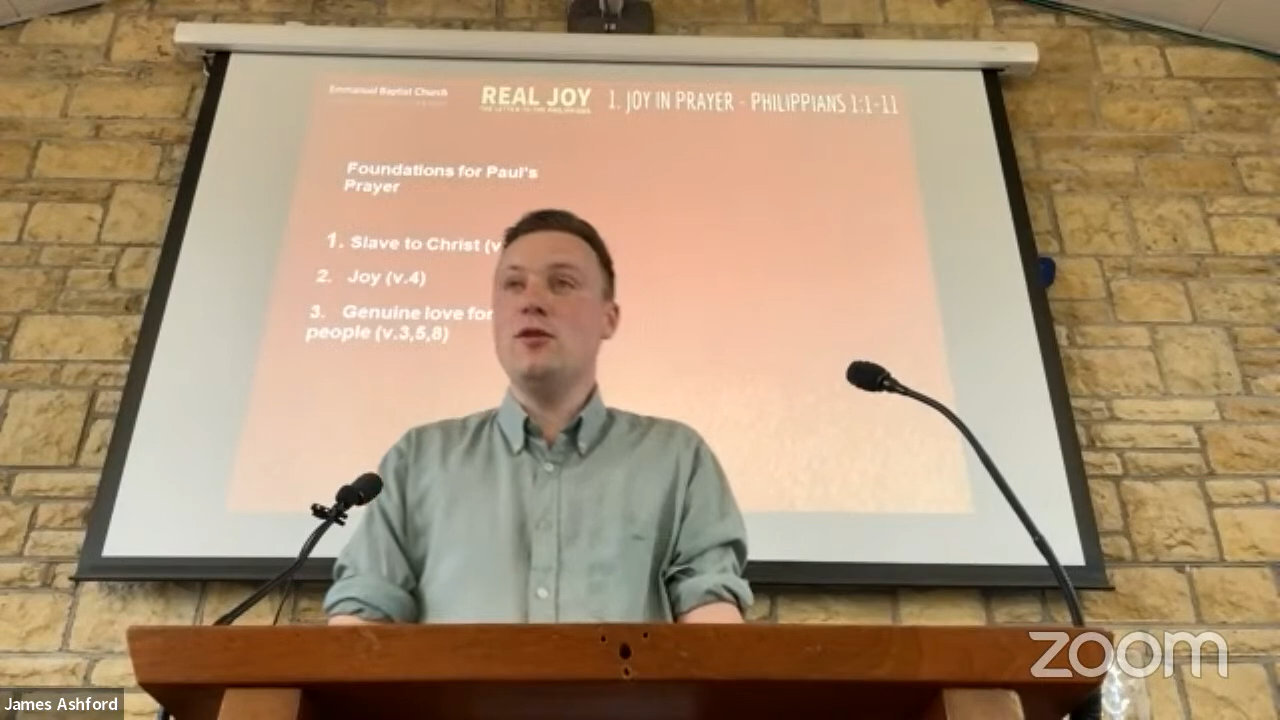 Emmanuel Baptist Church
REAL JOY
1. JOY IN PRAYER - PHILIPPIANS 1:1-11
Foundations for Paul's
Prayer
1. Slave to Christ (v
2. Joy (v.4)
3. Genuine love for
people (v.3,5,8)
zoom
James Ashford